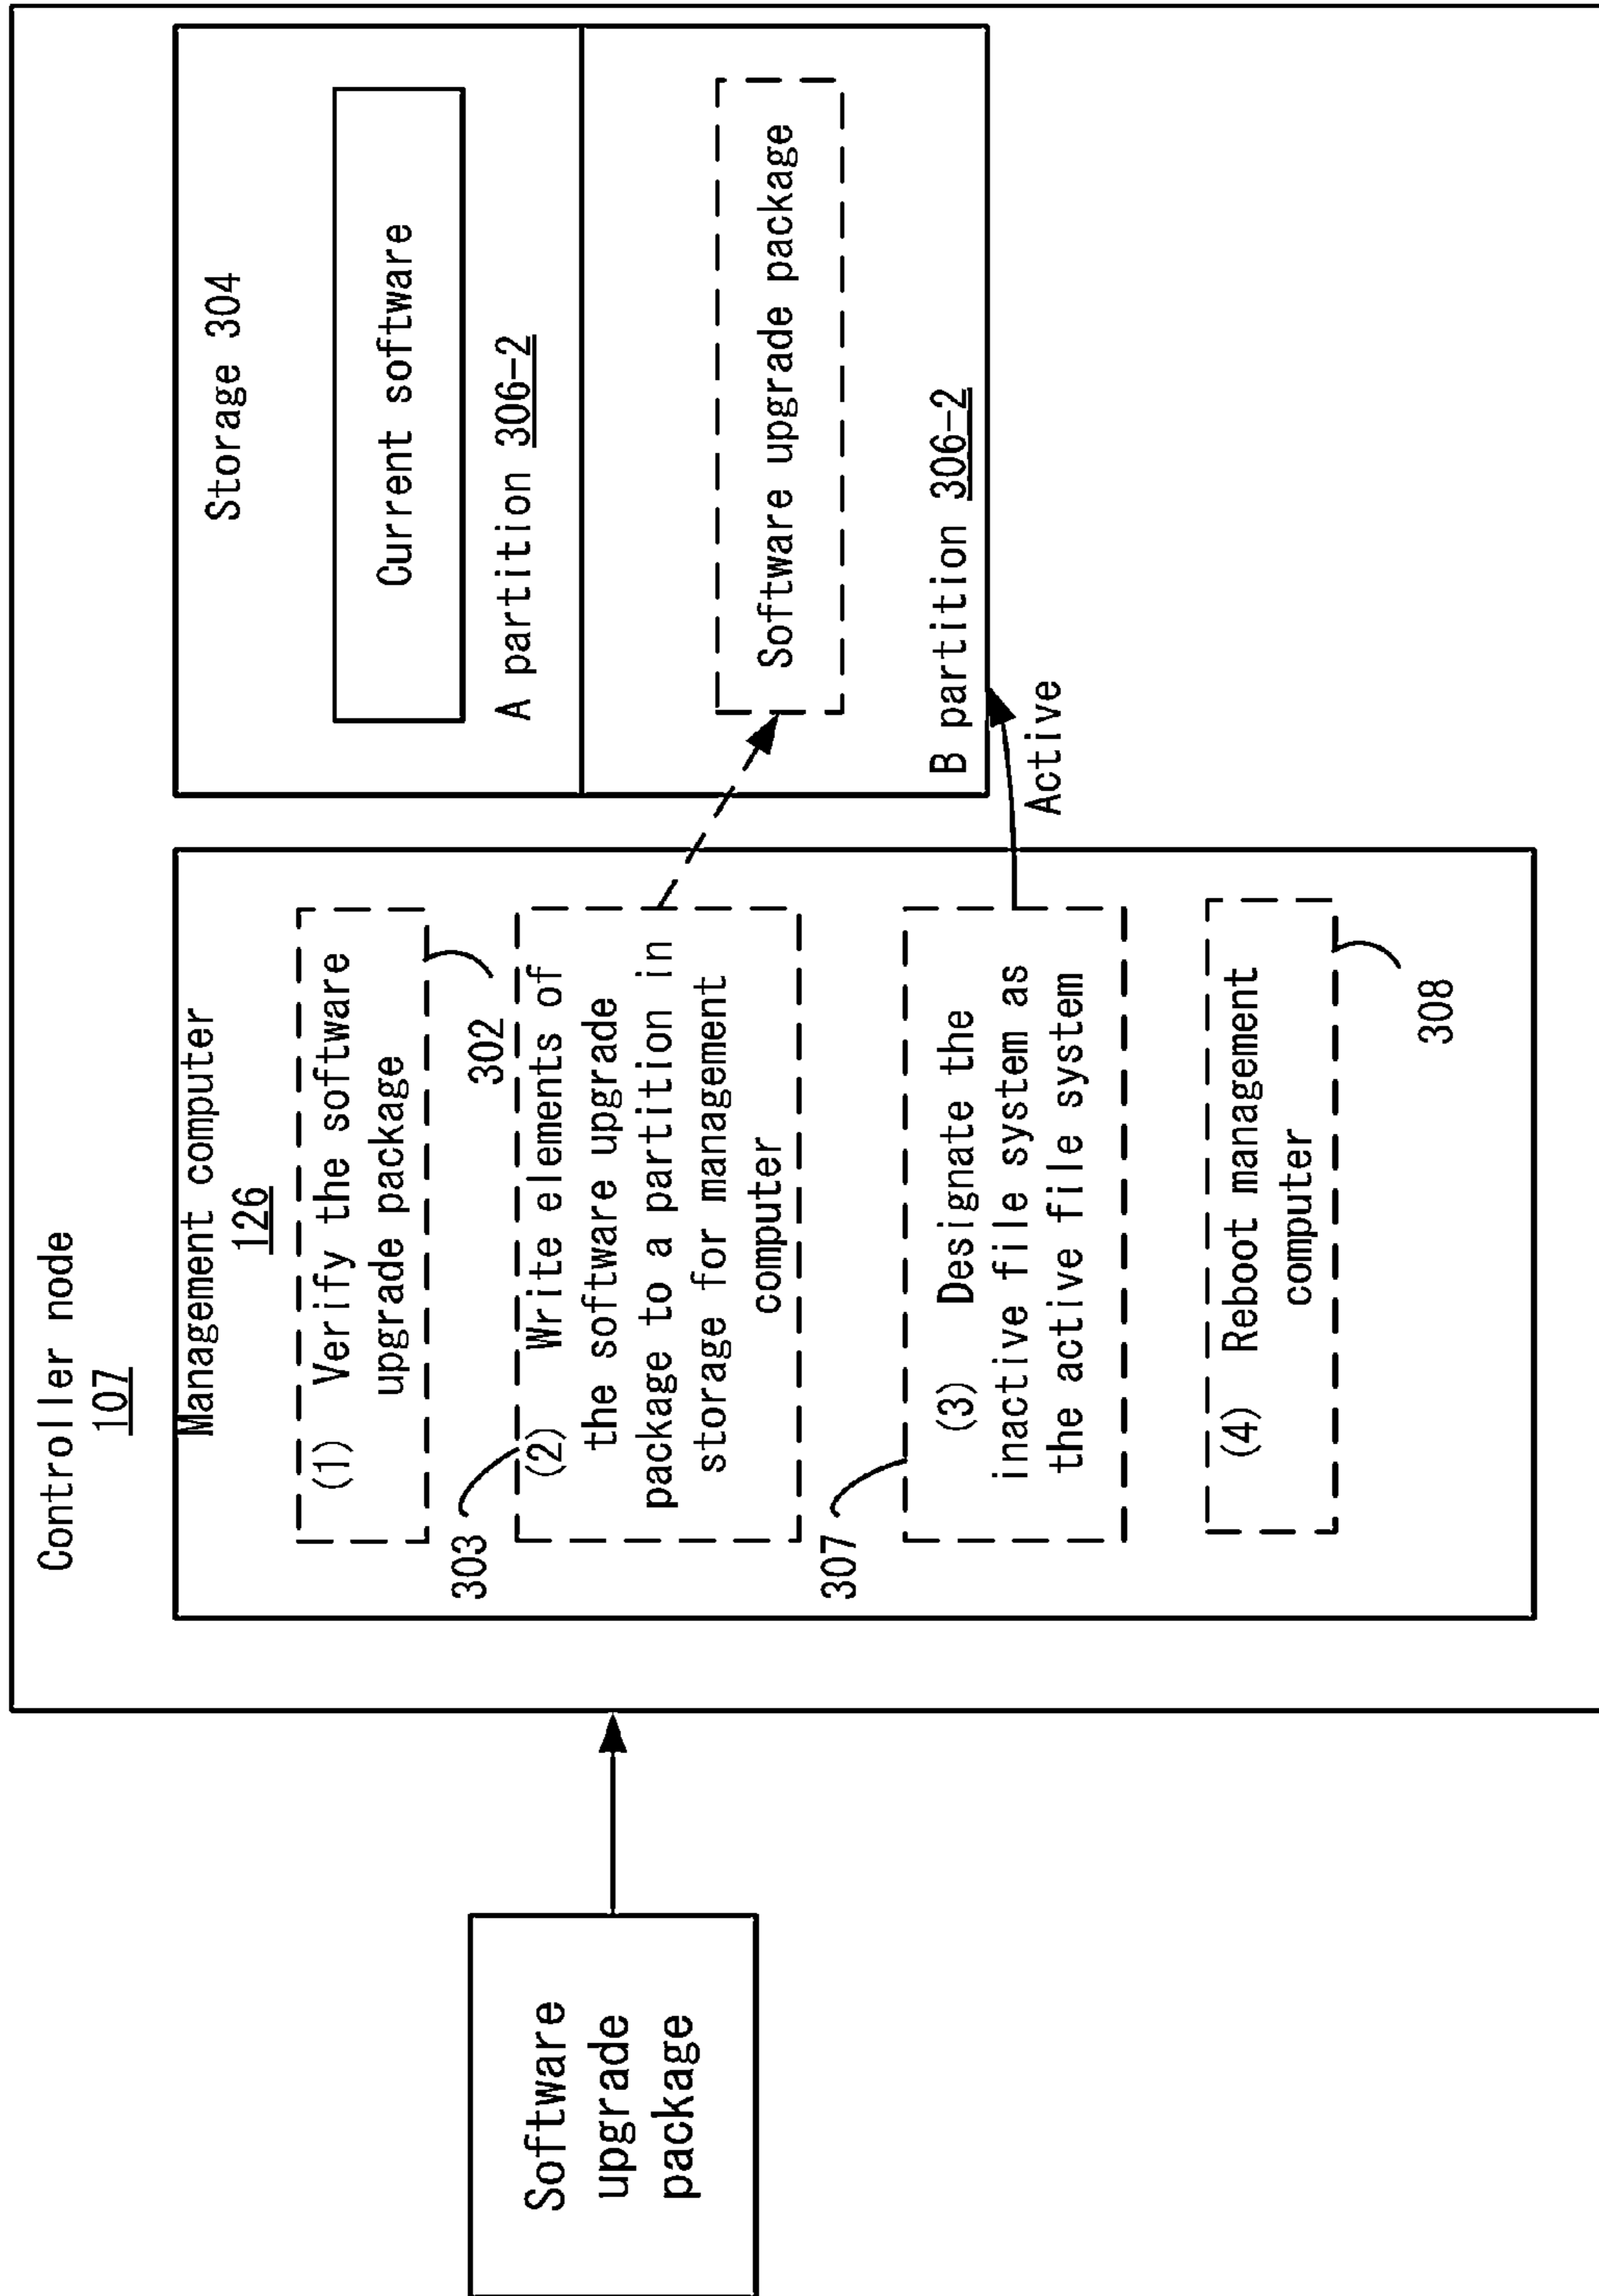 Software
upgrade
package
Controller node
107
Management computer
126
(1) Verify the software
upgrade package
302
303
(2) Write elements of
the software upgrade
package to a partition in
storage for management
computer
307
(3) Designate the
inactive file system as
the active file system
(4) Reboot management
computer
308
Storage 304
Current software
A partition 306-2
Software upgrade package
B partition 306-2
Active